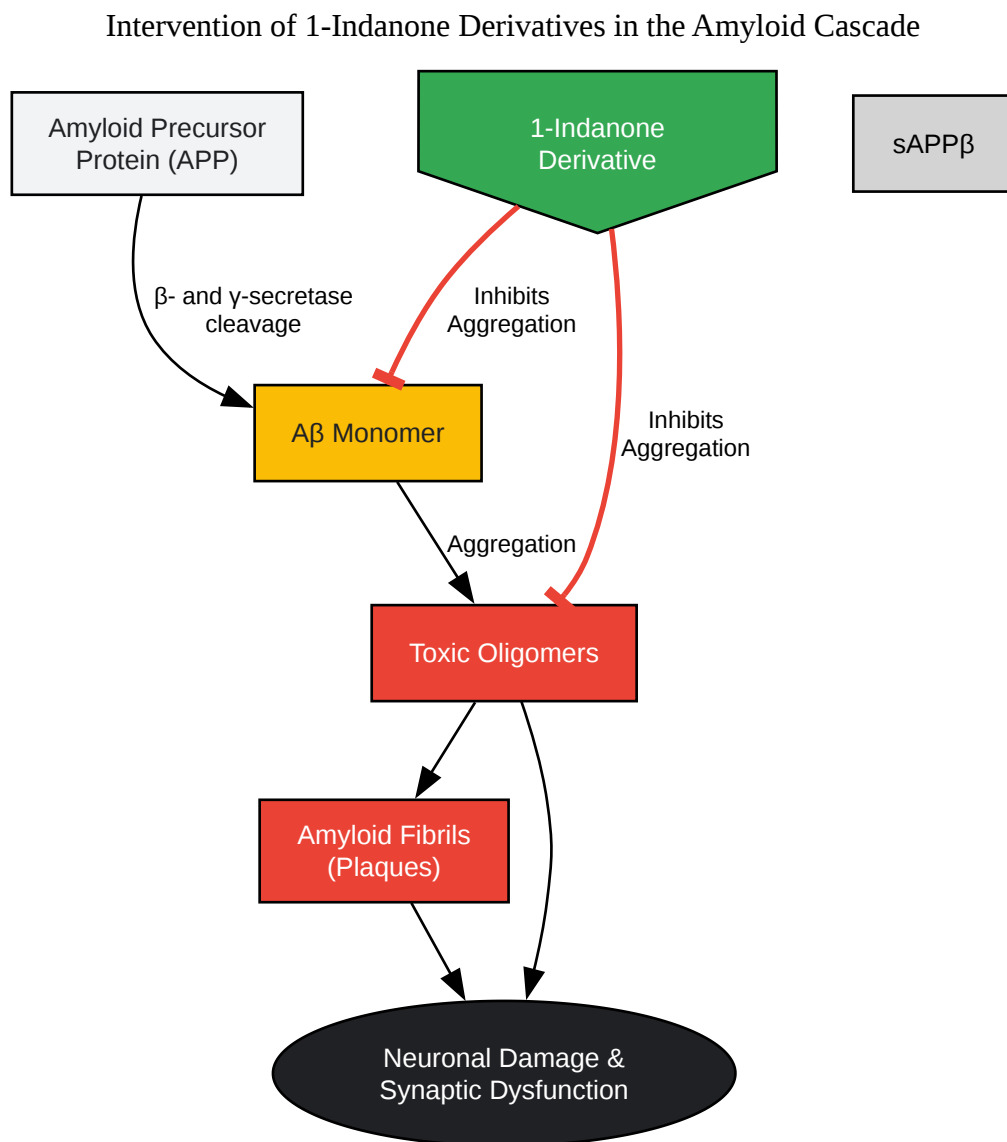 Intervention of 1-Indanone Derivatives in the Amyloid Cascade
Amyloid Precursor
Protein (APP)
1-Indanone
Derivative
sAPPβ
β- and γ-secretase
cleavage
Inhibits
Aggregation
Inhibits
Aggregation
Aβ Monomer
Aggregation
Toxic Oligomers
Amyloid Fibrils
(Plaques)
Neuronal Damage &
Synaptic Dysfunction